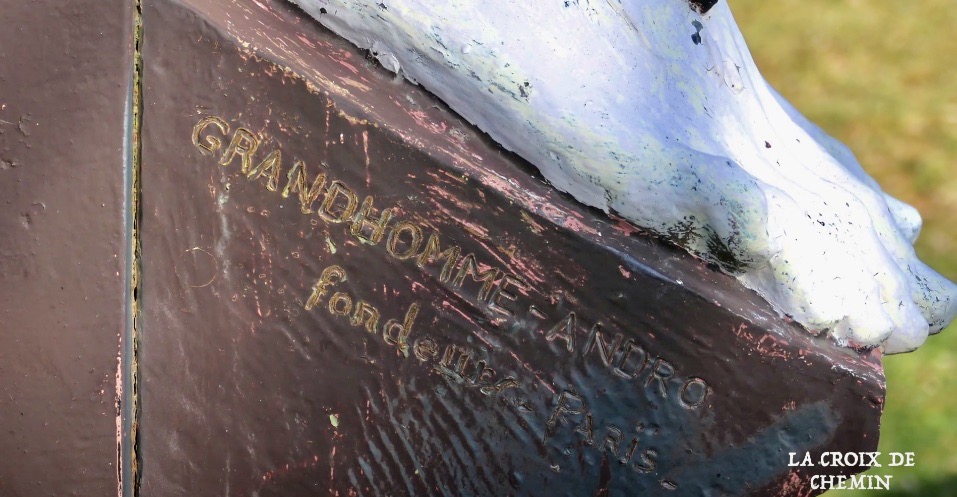 GRANDHOMME-ANDRO
fondeurs. Paris
LA CROIX DE
CHEMIN